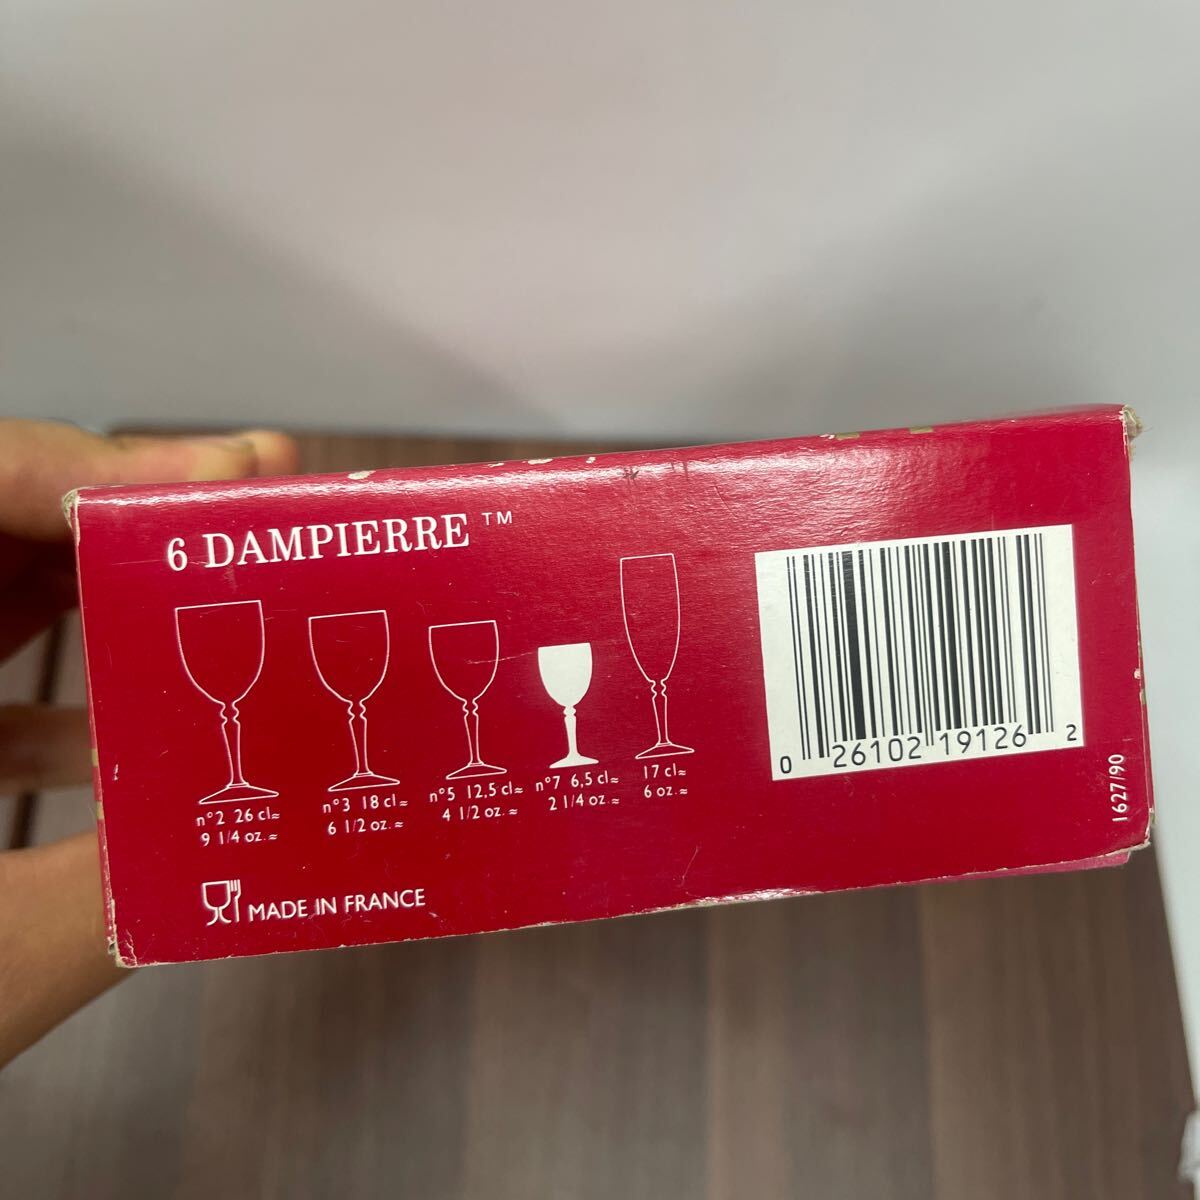 6 DAMPIERRE ™
n°2 26 cl≈
9 1/4 oz.≈
n°3 18 cl≈
6 1/2 oz.≈
n°5 12,5 cl≈
4 1/2 oz.≈
n°7 6,5 cl≈
2 1/4 oz.≈
17 cl≈
6 oz.≈
MADE IN FRANCE
0 26102 19126 2
1627/90